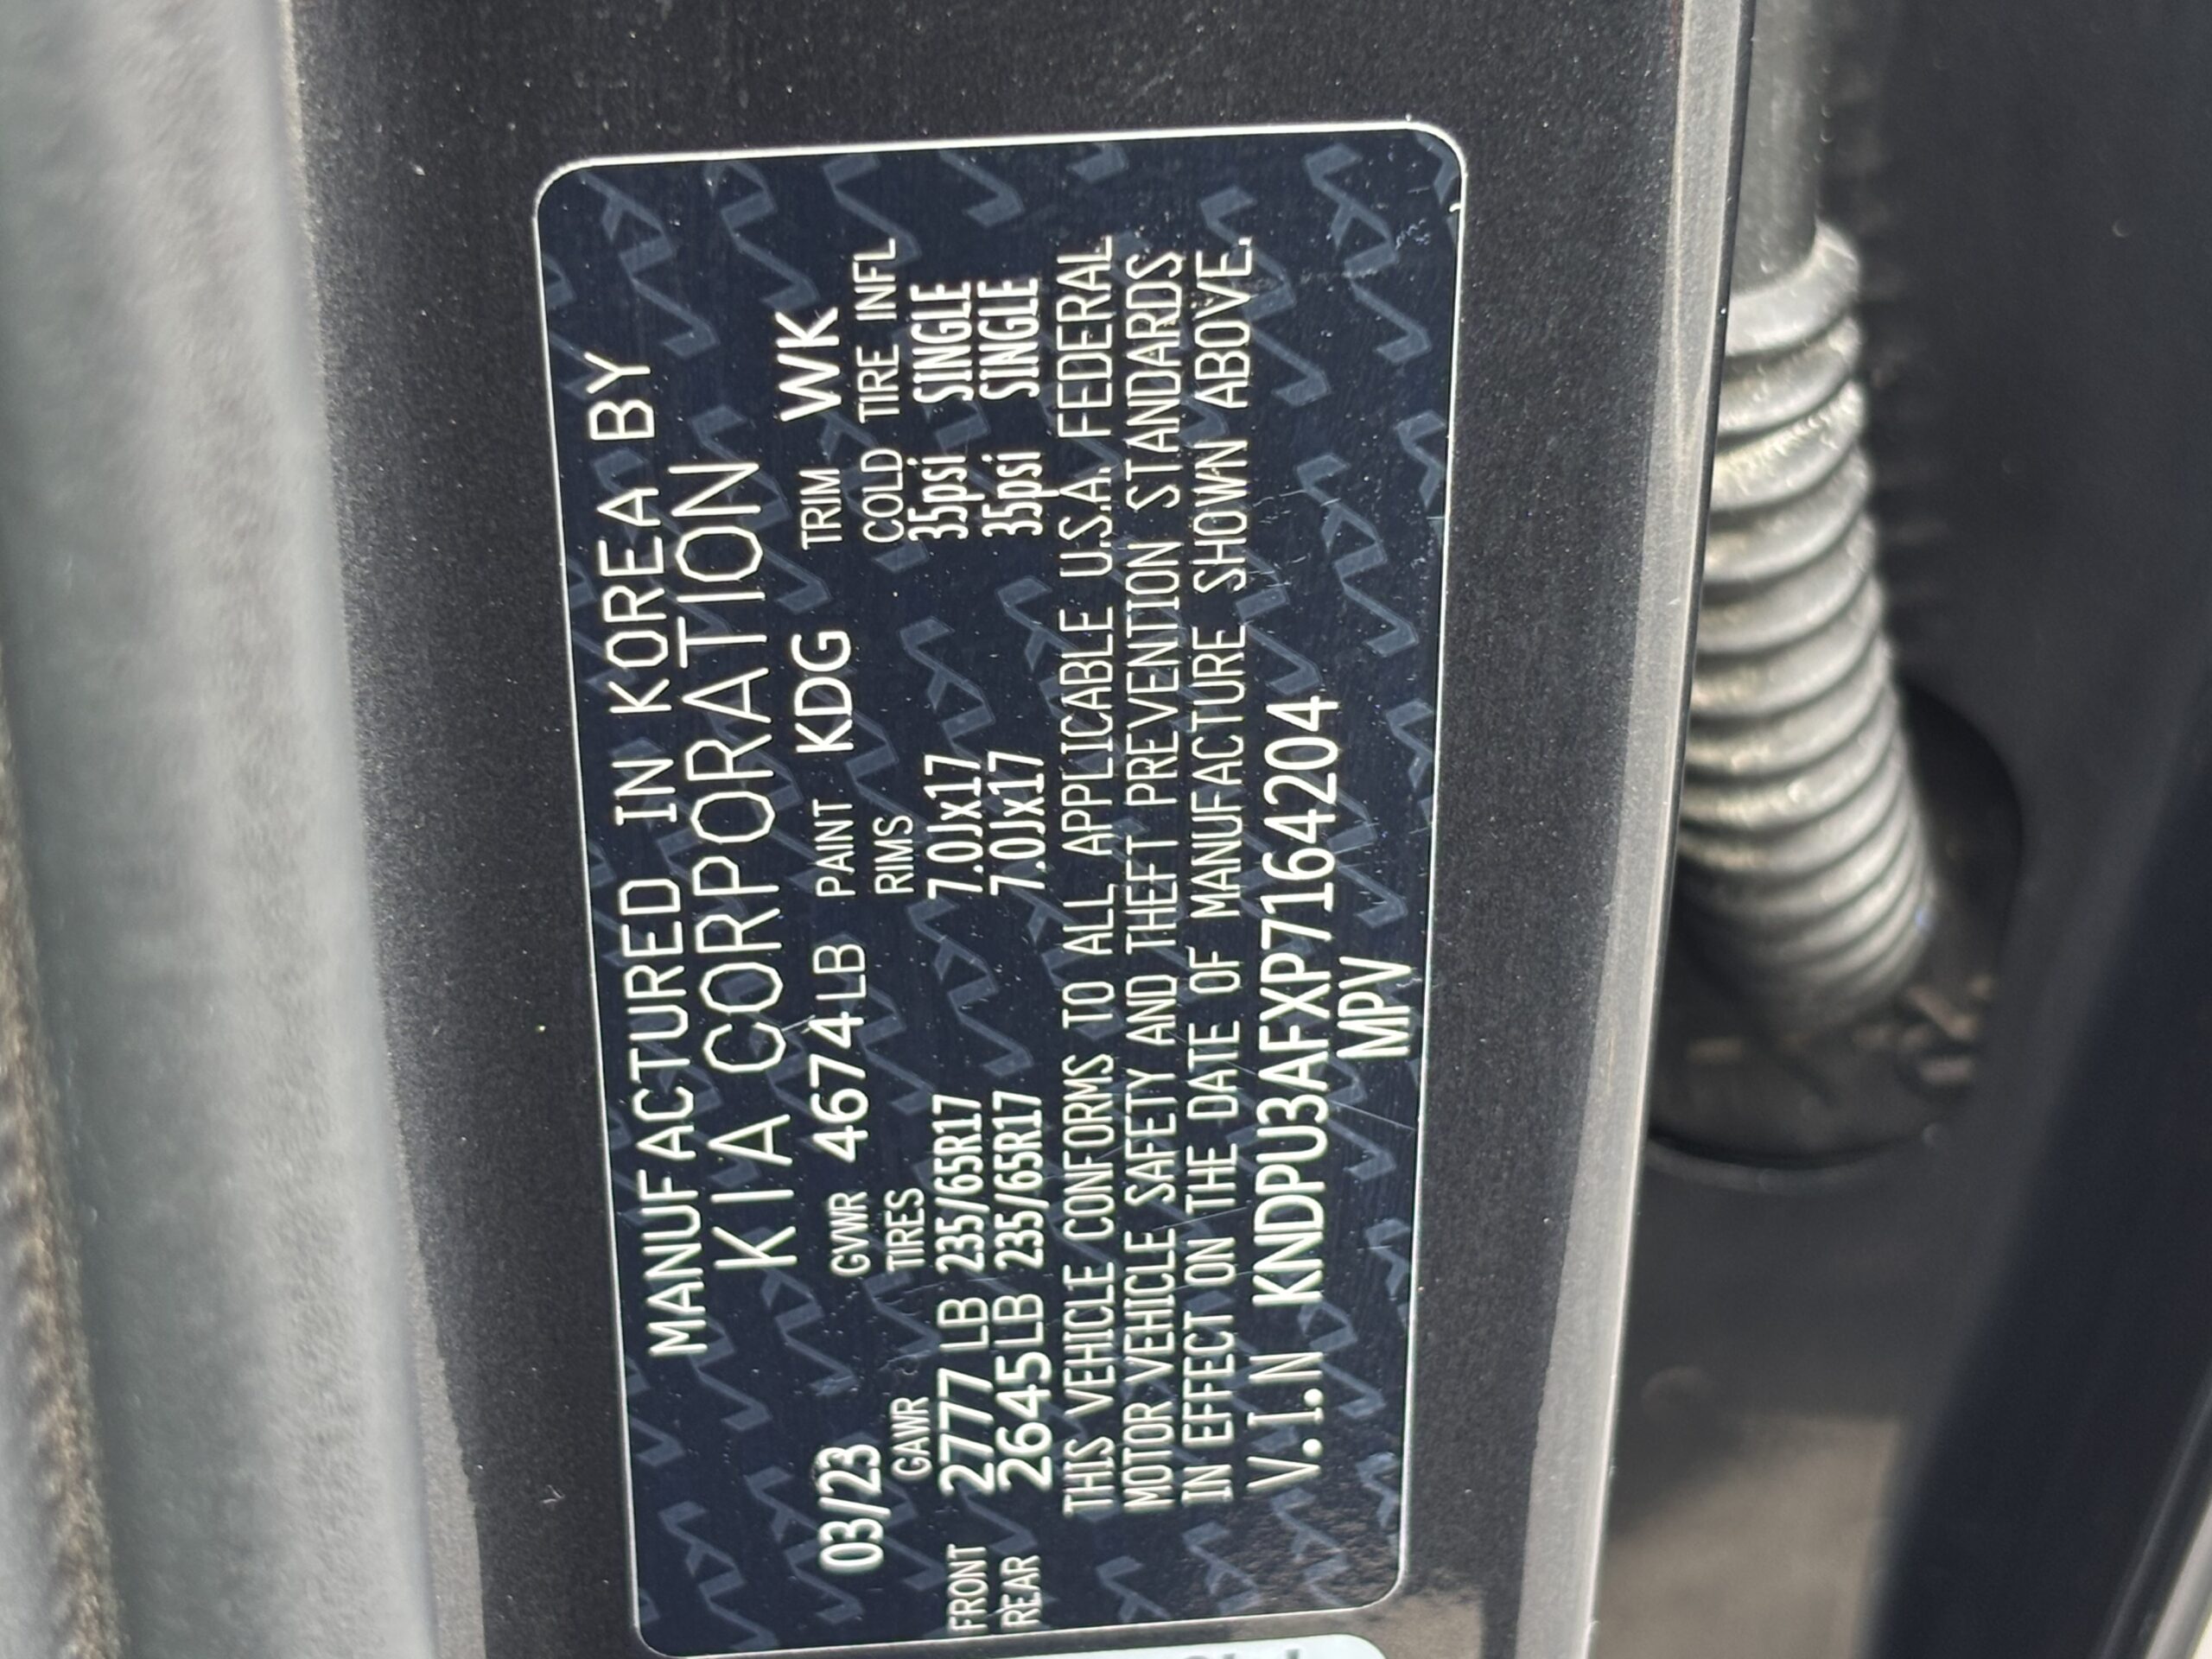 MANUFACTURED IN KOREA BY
KIA CORPORATION
03/23 GVWR 4674LB PAINT KDG TRIM WK
GAWR TIRES RIMS COLD TIRE INFL
FRONT 2777 LB 235/65R17 7.0Jx17 35psi SINGLE
REAR 2645LB 235/65R17 7.0Jx17 35psi SINGLE
THIS VEHICLE CONFORMS TO ALL APPLICABLE U.S.A. FEDERAL
MOTOR VEHICLE SAFETY AND THEFT PREVENTION STANDARDS
IN EFFECT ON THE DATE OF MANUFACTURE SHOWN ABOVE.
V.I.N KNDPU3AFXP7164204
MPV